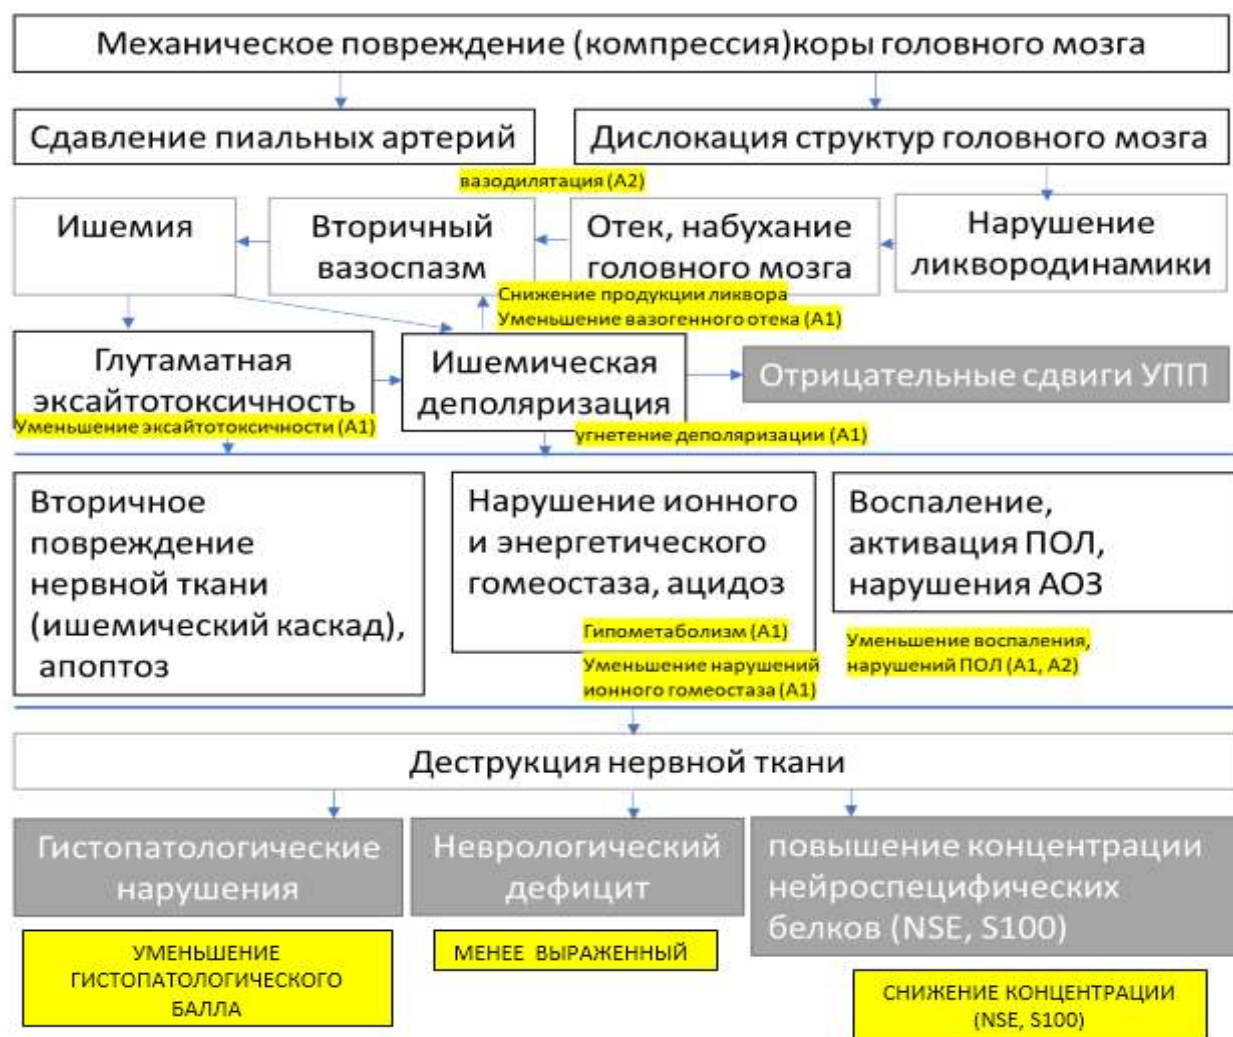 Механическое повреждение (компрессия)коры головного мозга
Сдавление пиальных артерий
Дислокация структур головного мозга
вазодилятация (А2)
Ишемия
Вторичный
вазоспазм
Отек, набухание
головного мозга
Нарушение
ликвородинамики
Снижение продукции ликвора
Уменьшение вазогенного отека (А1)
Глутаматная
эксайтотоксичность
Уменьшение эксайтотоксичности (А1)
Ишемическая
деполяризация
Отрицательные сдвиги УПП
угнетение деполяризации (А1)
Вторичное
повреждение
нервной ткани
(ишемический каскад),
апоптоз
Нарушение ионного
и энергетического
гомеостаза, ацидоз
Гипометаболизм (А1)
Уменьшение нарушений
ионного гомеостаза (А1)
Воспаление,
активация ПОЛ,
нарушения АОЗ
Уменьшение воспаления,
нарушений ПОЛ (А1, А2)
Деструкция нервной ткани
Гистопатологические
нарушения
Неврологический
дефицит
повышение концентрации
нейроспецифических
белков (NSE, S100)
УМЕНЬШЕНИЕ
ГИСТОПАТОЛОГИЧЕСКОГО
БАЛЛА
МЕНЕЕ ВЫРАЖЕННЫЙ
СНИЖЕНИЕ КОНЦЕНТРАЦИИ
(NSE, S100)